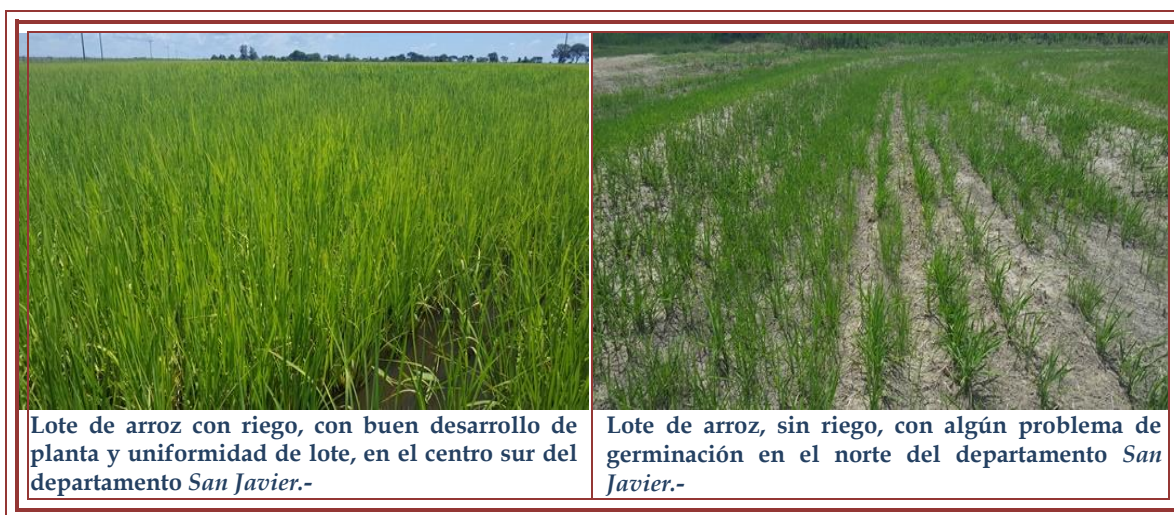 Lote de arroz con riego, con buen desarrollo de
planta y uniformidad de lote, en el centro sur del
departamento San Javier.-
Lote de arroz, sin riego, con algún problema de
germinación en el norte del departamento San
Javier.-